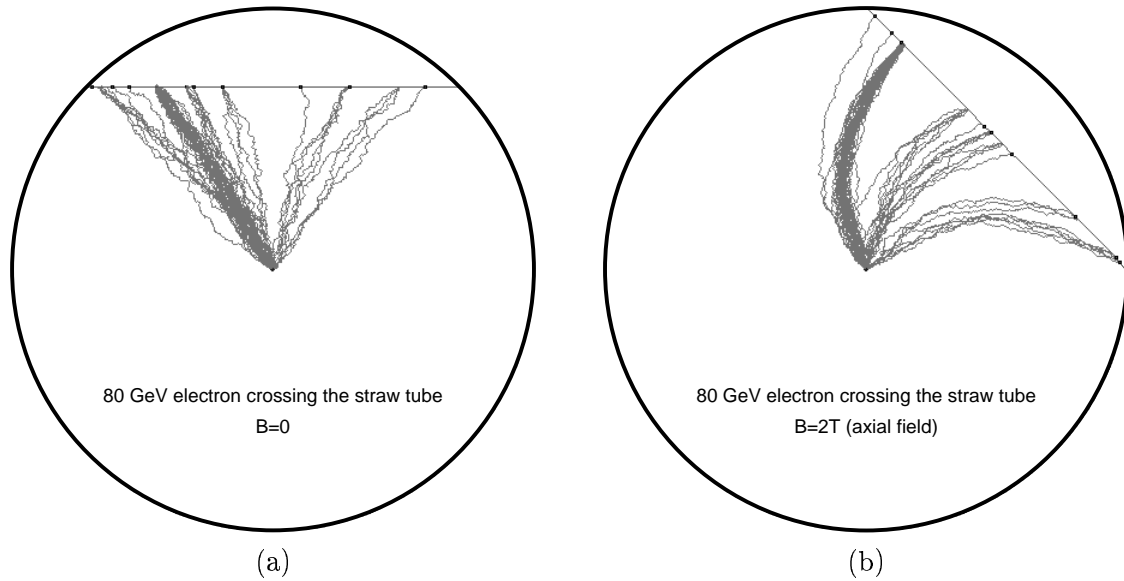 80 GeV electron crossing the straw tube
B=0
(a)
80 GeV electron crossing the straw tube
B=2T (axial field)
(b)